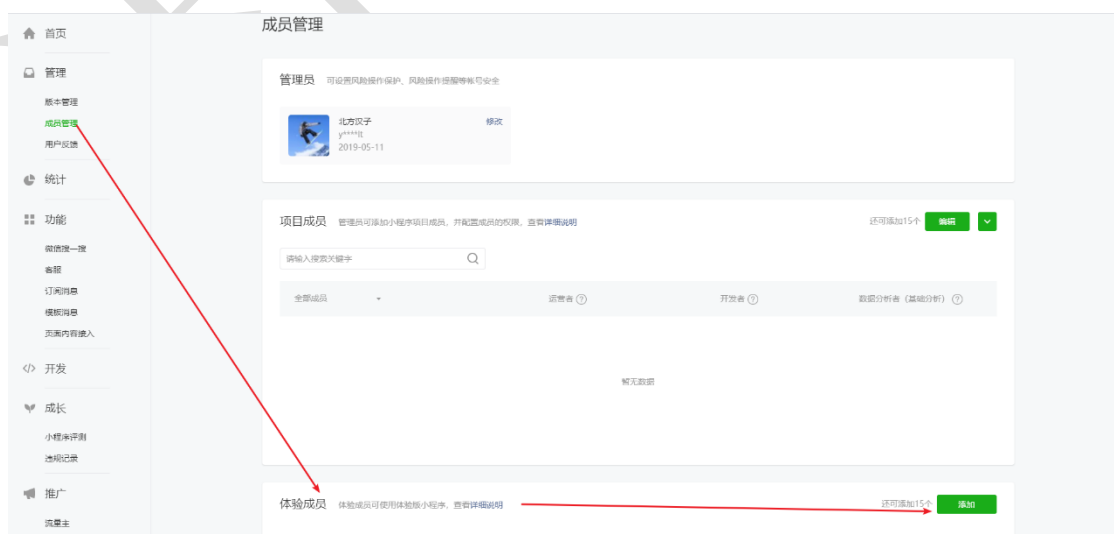 首页
管理
版本管理
成员管理
用户反馈
统计
功能
微信搜一搜
客服
订阅消息
模板消息
页面内容接入
开发
成长
小程序评测
违规记录
推广
流量主
成员管理
管理员 可设置风险操作保护、风险操作提醒等帐号安全
北方汉子 修改
y****lt
2019-05-11
项目成员 管理员可添加小程序项目成员，并配置成员的权限，查看详细说明 还可添加15个 编辑
请输入搜索关键字
全部成员 运营者 开发者 数据分析者（基础分析）
暂无数据
体验成员 体验成员可使用体验版小程序，查看详细说明 还可添加15个 添加